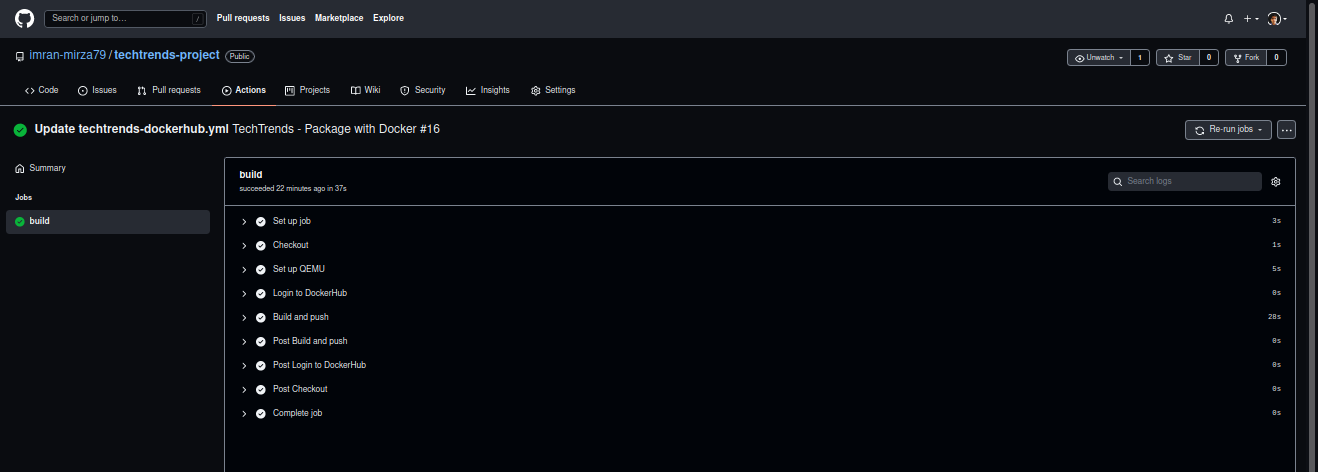 Search or jump to… / Pull requests Issues Marketplace Explore
imran-mirza79 / techtrends-project Public Unwatch 1 Star 0 Fork 0
Code Issues Pull requests Actions Projects Wiki Security Insights Settings
Update techtrends-dockerhub.yml TechTrends - Package with Docker #16 Re-run jobs
Summary
Jobs
build
build
succeeded 22 minutes ago in 37s
Search logs
Set up job 3s
Checkout 1s
Set up QEMU 5s
Login to DockerHub 0s
Build and push 28s
Post Build and push 0s
Post Login to DockerHub 0s
Post Checkout 0s
Complete job 0s